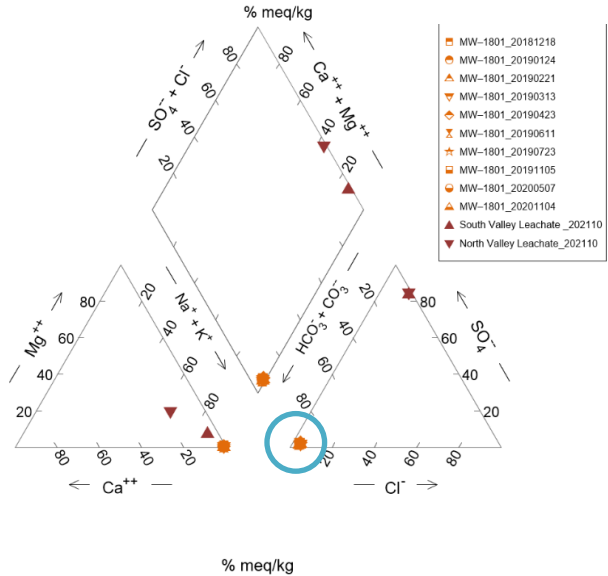 % meq/kg
SO₄⁻⁻ + Cl⁻
Ca⁺⁺ + Mg⁺⁺
80
60
40
20
80
60
40
20
MW–1801_20181218
MW–1801_20190124
MW–1801_20190221
MW–1801_20190313
MW–1801_20190423
MW–1801_20190611
MW–1801_20190723
MW–1801_20191105
MW–1801_20200507
MW–1801_20201104
South Valley Leachate _202110
North Valley Leachate_202110
Mg⁺⁺
Na⁺ + K⁺
HCO₃⁻ + CO₃⁻⁻
SO₄⁻⁻
80
60
40
20
20
40
60
80
20
40
60
80
80
60
40
20
80
60
40
20
20
40
60
80
Ca⁺⁺
Cl⁻
% meq/kg